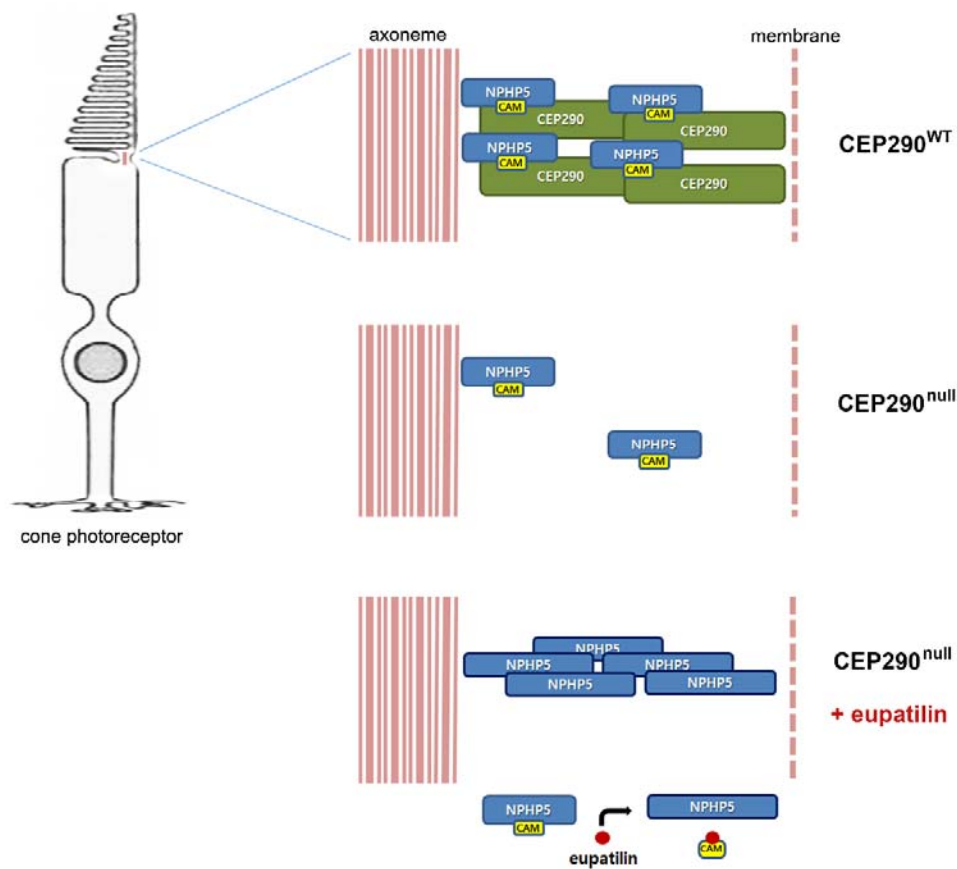 axoneme
membrane
NPHP5
CAM
CEP290
NPHP5
CAM
CEP290
NPHP5
CAM
CEP290
NPHP5
CAM
CEP290
CEP290WT
NPHP5
CAM
NPHP5
CAM
CEP290null
cone photoreceptor
NPHP5
NPHP5
NPHP5
NPHP5
NPHP5
CEP290null
+ eupatilin
NPHP5
CAM
eupatilin
NPHP5
CAM